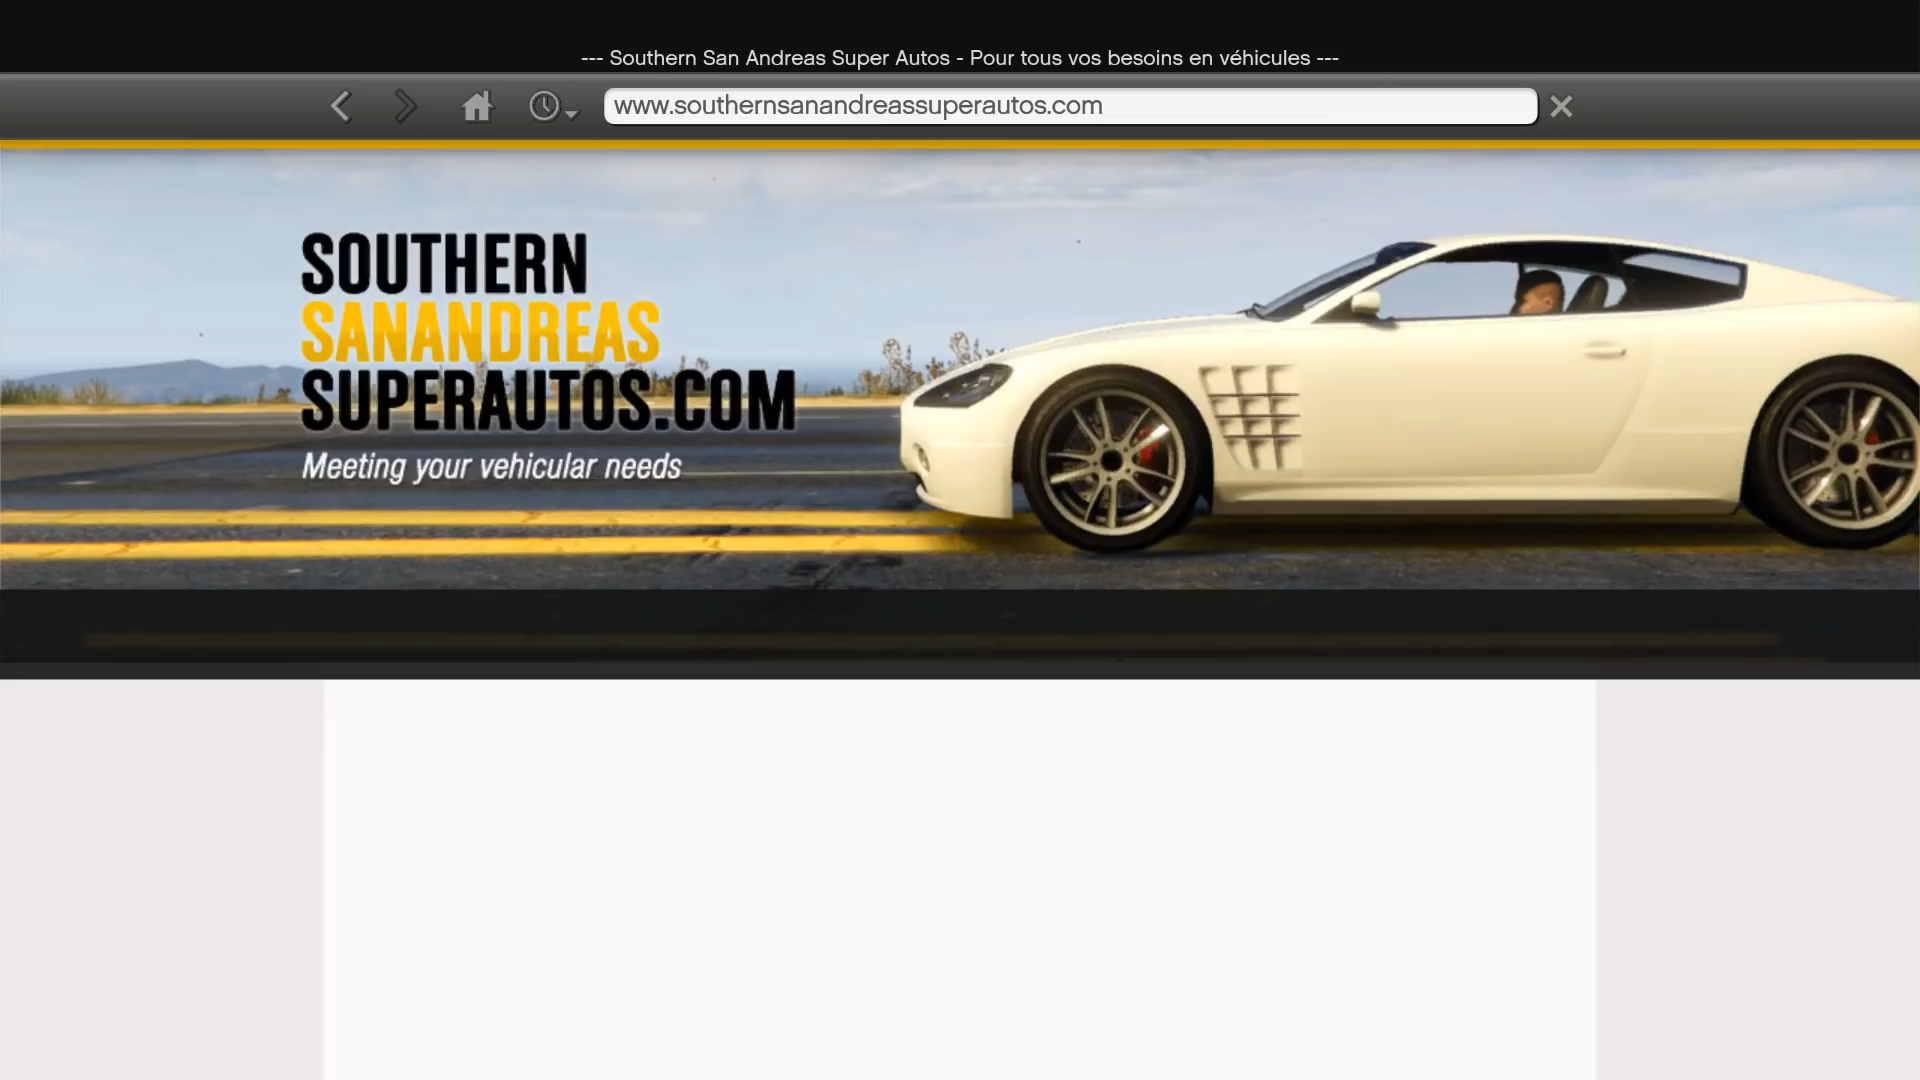 --- Southern San Andreas Super Autos - Pour tous vos besoins en véhicules ---
www.southernsanandreassuperautos.com
SOUTHERN
SANANDREAS
SUPERAUTOS.COM
Meeting your vehicular needs